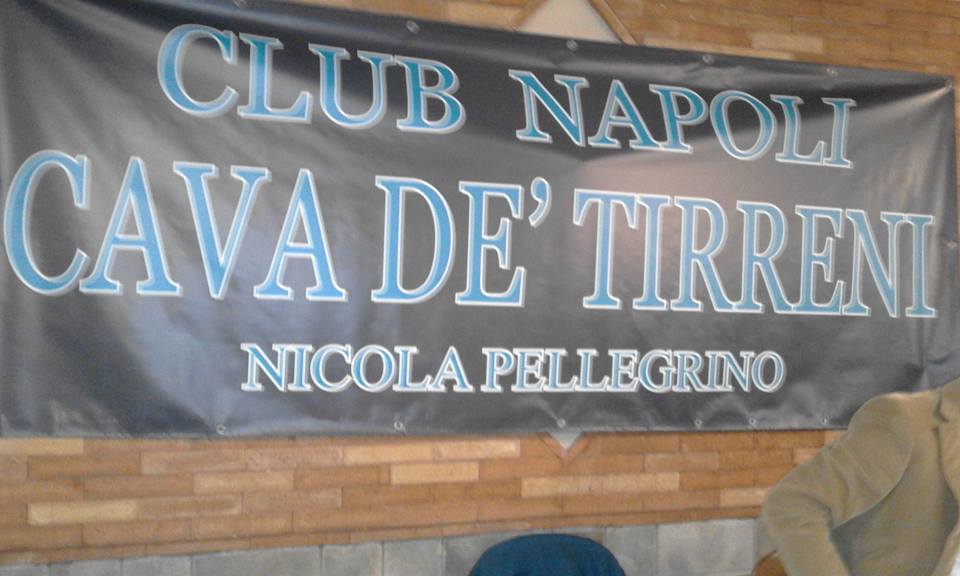 CLUB NAPOLI
CAVA DE' TIRRENI
NICOLA PELLEGRINO